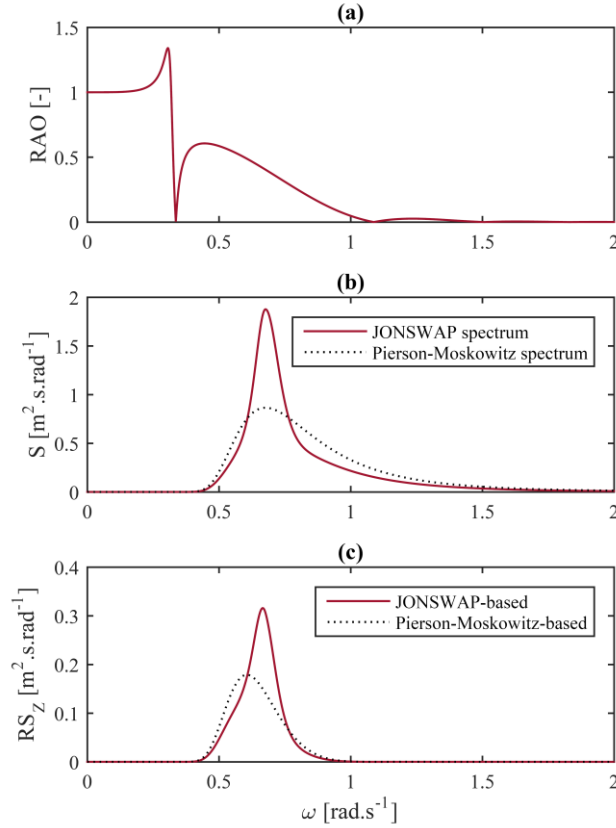 (a)
1.5
1
0.5
0
RAO [-]
0 0.5 1 1.5 2
(b)
2
1.5
1
0.5
0
S [m².s.rad⁻¹]
JONSWAP spectrum
Pierson-Moskowitz spectrum
0 0.5 1 1.5 2
(c)
0.4
0.3
0.2
0.1
0
RS_Z [m².s.rad⁻¹]
JONSWAP-based
Pierson-Moskowitz-based
0 0.5 1 1.5 2
ω [rad.s⁻¹]